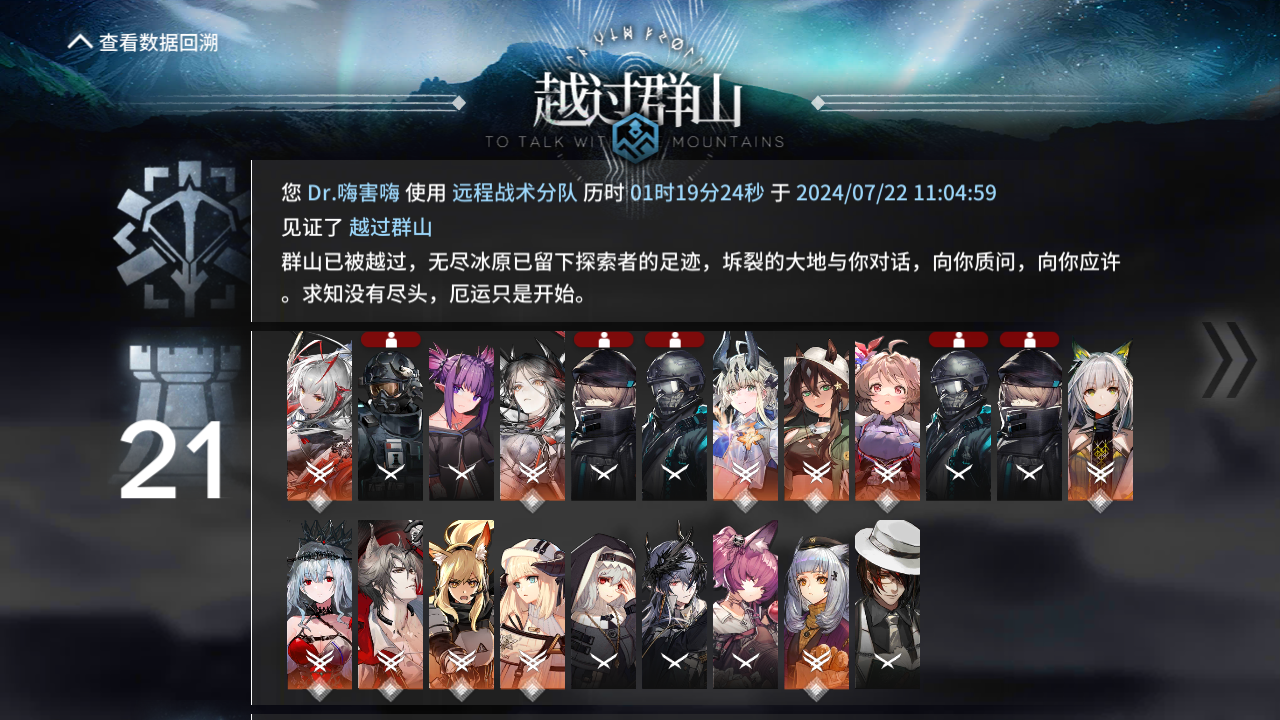 查看数据回溯
越过群山
TO TALK WIT MOUNTAINS
您 Dr.嗨害嗨 使用 远程战术分队 历时 01时19分24秒 于 2024/07/22 11:04:59
见证了 越过群山
群山已被越过，无尽冰原已留下探索者的足迹，坼裂的大地与你对话，向你质问，向你应许
。求知没有尽头，厄运只是开始。
21